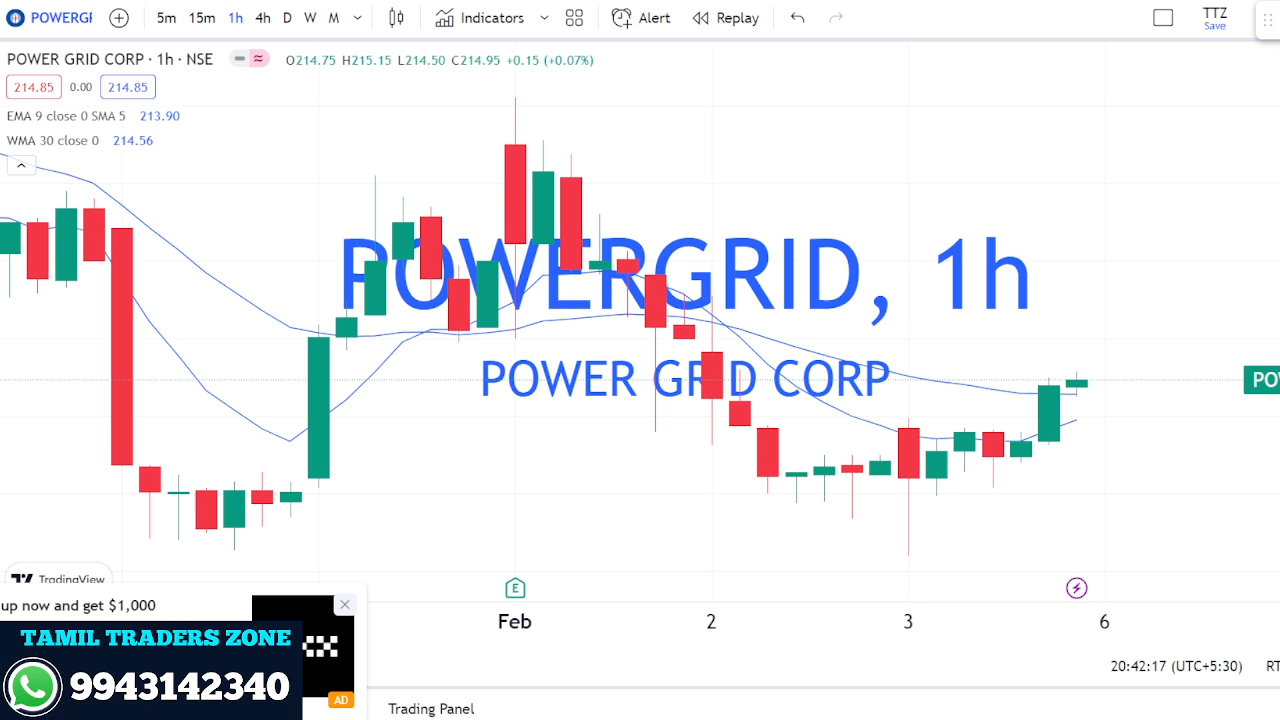 POWERGI
5m 15m 1h 4h D W M Indicators Alert Replay TTZ
Save
POWER GRID CORP · 1h · NSE O214.75 H215.15 L214.50 C214.95 +0.15 (+0.07%)
214.85 0.00 214.85
EMA 9 close 0 SMA 5 213.90
WMA 30 close 0 214.56
POWERGRID, 1h
POWER GRID CORP
PO
TradingView
E
Feb 2 3 6
up now and get $1,000
TAMIL TRADERS ZONE
9943142340
AD
20:42:17 (UTC+5:30) RT
Trading Panel